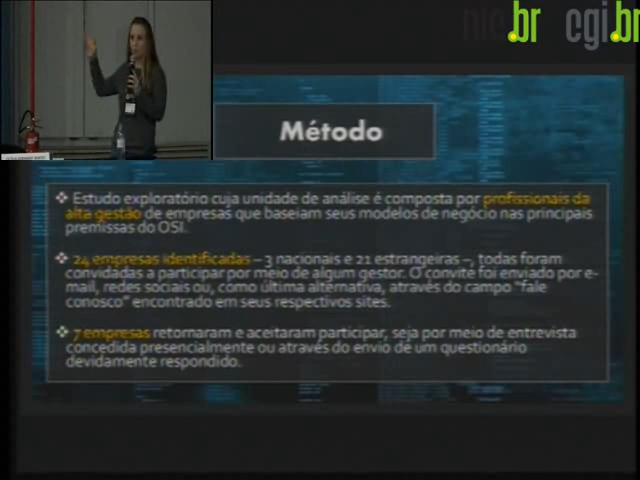 nic.br cgi.br
Método
❖ Estudo exploratório cuja unidade de análise é composta por profissionais da
alta gestão de empresas que baseiam seus modelos de negócio nas principais
premissas do OSI.
❖ 24 empresas identificadas – 3 nacionais e 21 estrangeiras –, todas foram
convidadas a participar por meio de algum gestor. O convite foi enviado por e-
mail, redes sociais ou, como última alternativa, através do campo “fale
conosco” encontrado em seus respectivos sites.
❖ 7 empresas retornaram e aceitaram participar, seja por meio de entrevista
concedida presencialmente ou através do envio de um questionário
devidamente respondido.